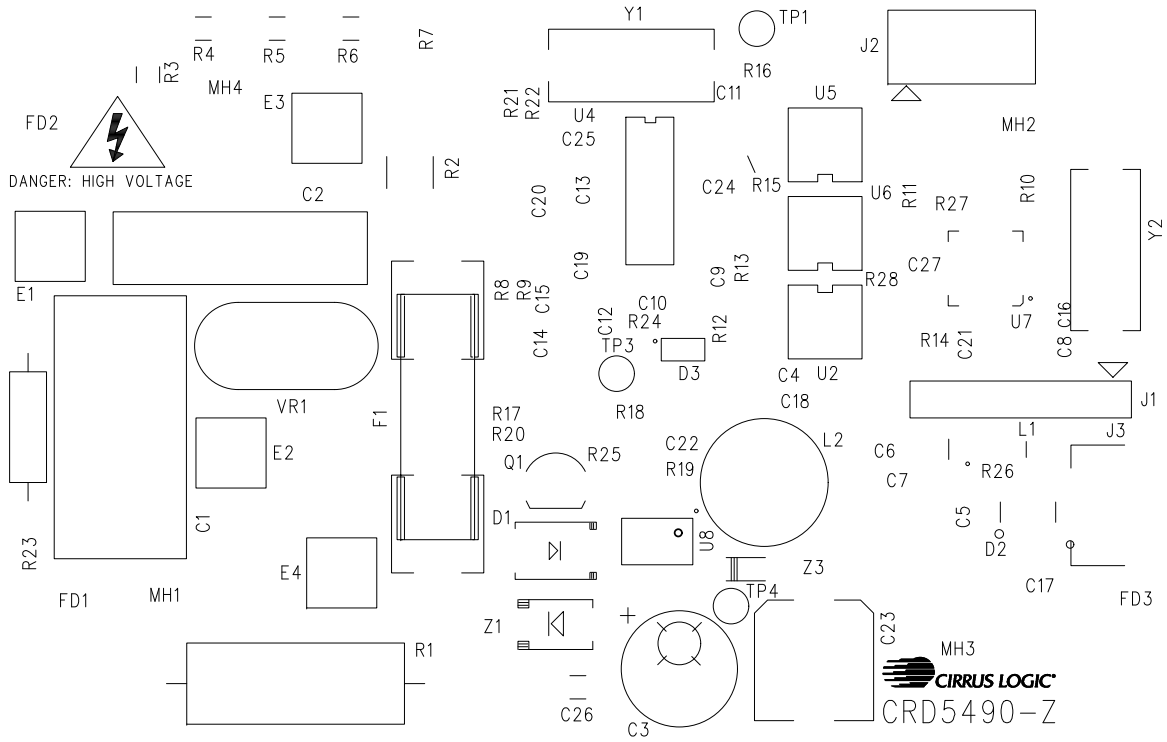 Y1
TP1
J2
R4
R5
R6
R7
R3
MH4
R16
E3
R21
R22
C11
U5
FD2
U4
C25
MH2
DANGER: HIGH VOLTAGE
R2
C2
C20
C13
C24
R15
U6
R11
R27
R10
Y2
E1
R8
R9
C15
C19
C9
R13
R28
C27
C10
R24
C12
R12
U7
C16
C14
TP3
D3
R14
C21
C8
C4
U2
VR1
F1
R17
R18
C18
J1
R20
L1
J3
E2
Q1
R25
C22
L2
C6
R19
C7
R26
R23
C1
D1
U8
C5
D2
E4
Z3
FD1
MH1
TP4
C17
FD3
Z1
+
R1
C23
MH3
CIRRUS LOGIC
C26
C3
CRD5490-Z